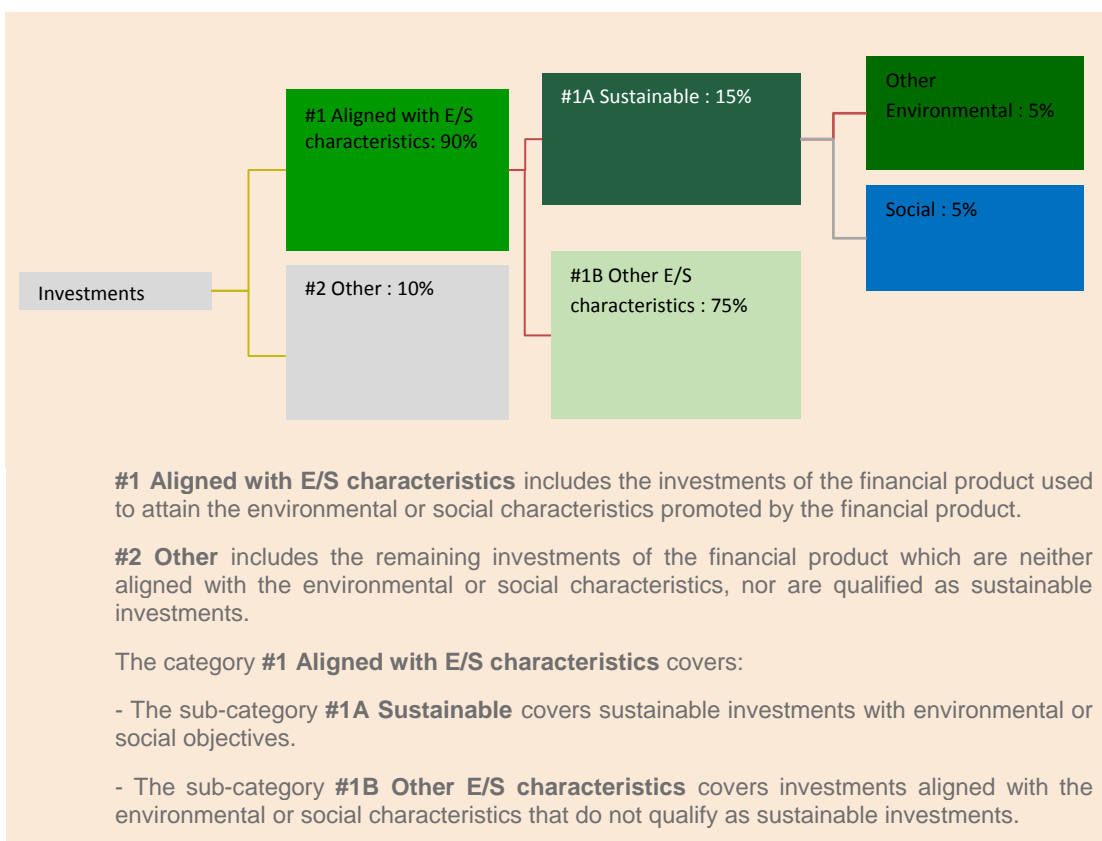 #1 Aligned with E/S
characteristics: 90%
#1A Sustainable : 15%
Other
Environmental : 5%
Social : 5%
Investments
#2 Other : 10%
#1B Other E/S
characteristics : 75%
#1 Aligned with E/S characteristics includes the investments of the financial product used
to attain the environmental or social characteristics promoted by the financial product.
#2 Other includes the remaining investments of the financial product which are neither
aligned with the environmental or social characteristics, nor are qualified as sustainable
investments.
The category #1 Aligned with E/S characteristics covers:
- The sub-category #1A Sustainable covers sustainable investments with environmental or
social objectives.
- The sub-category #1B Other E/S characteristics covers investments aligned with the
environmental or social characteristics that do not qualify as sustainable investments.